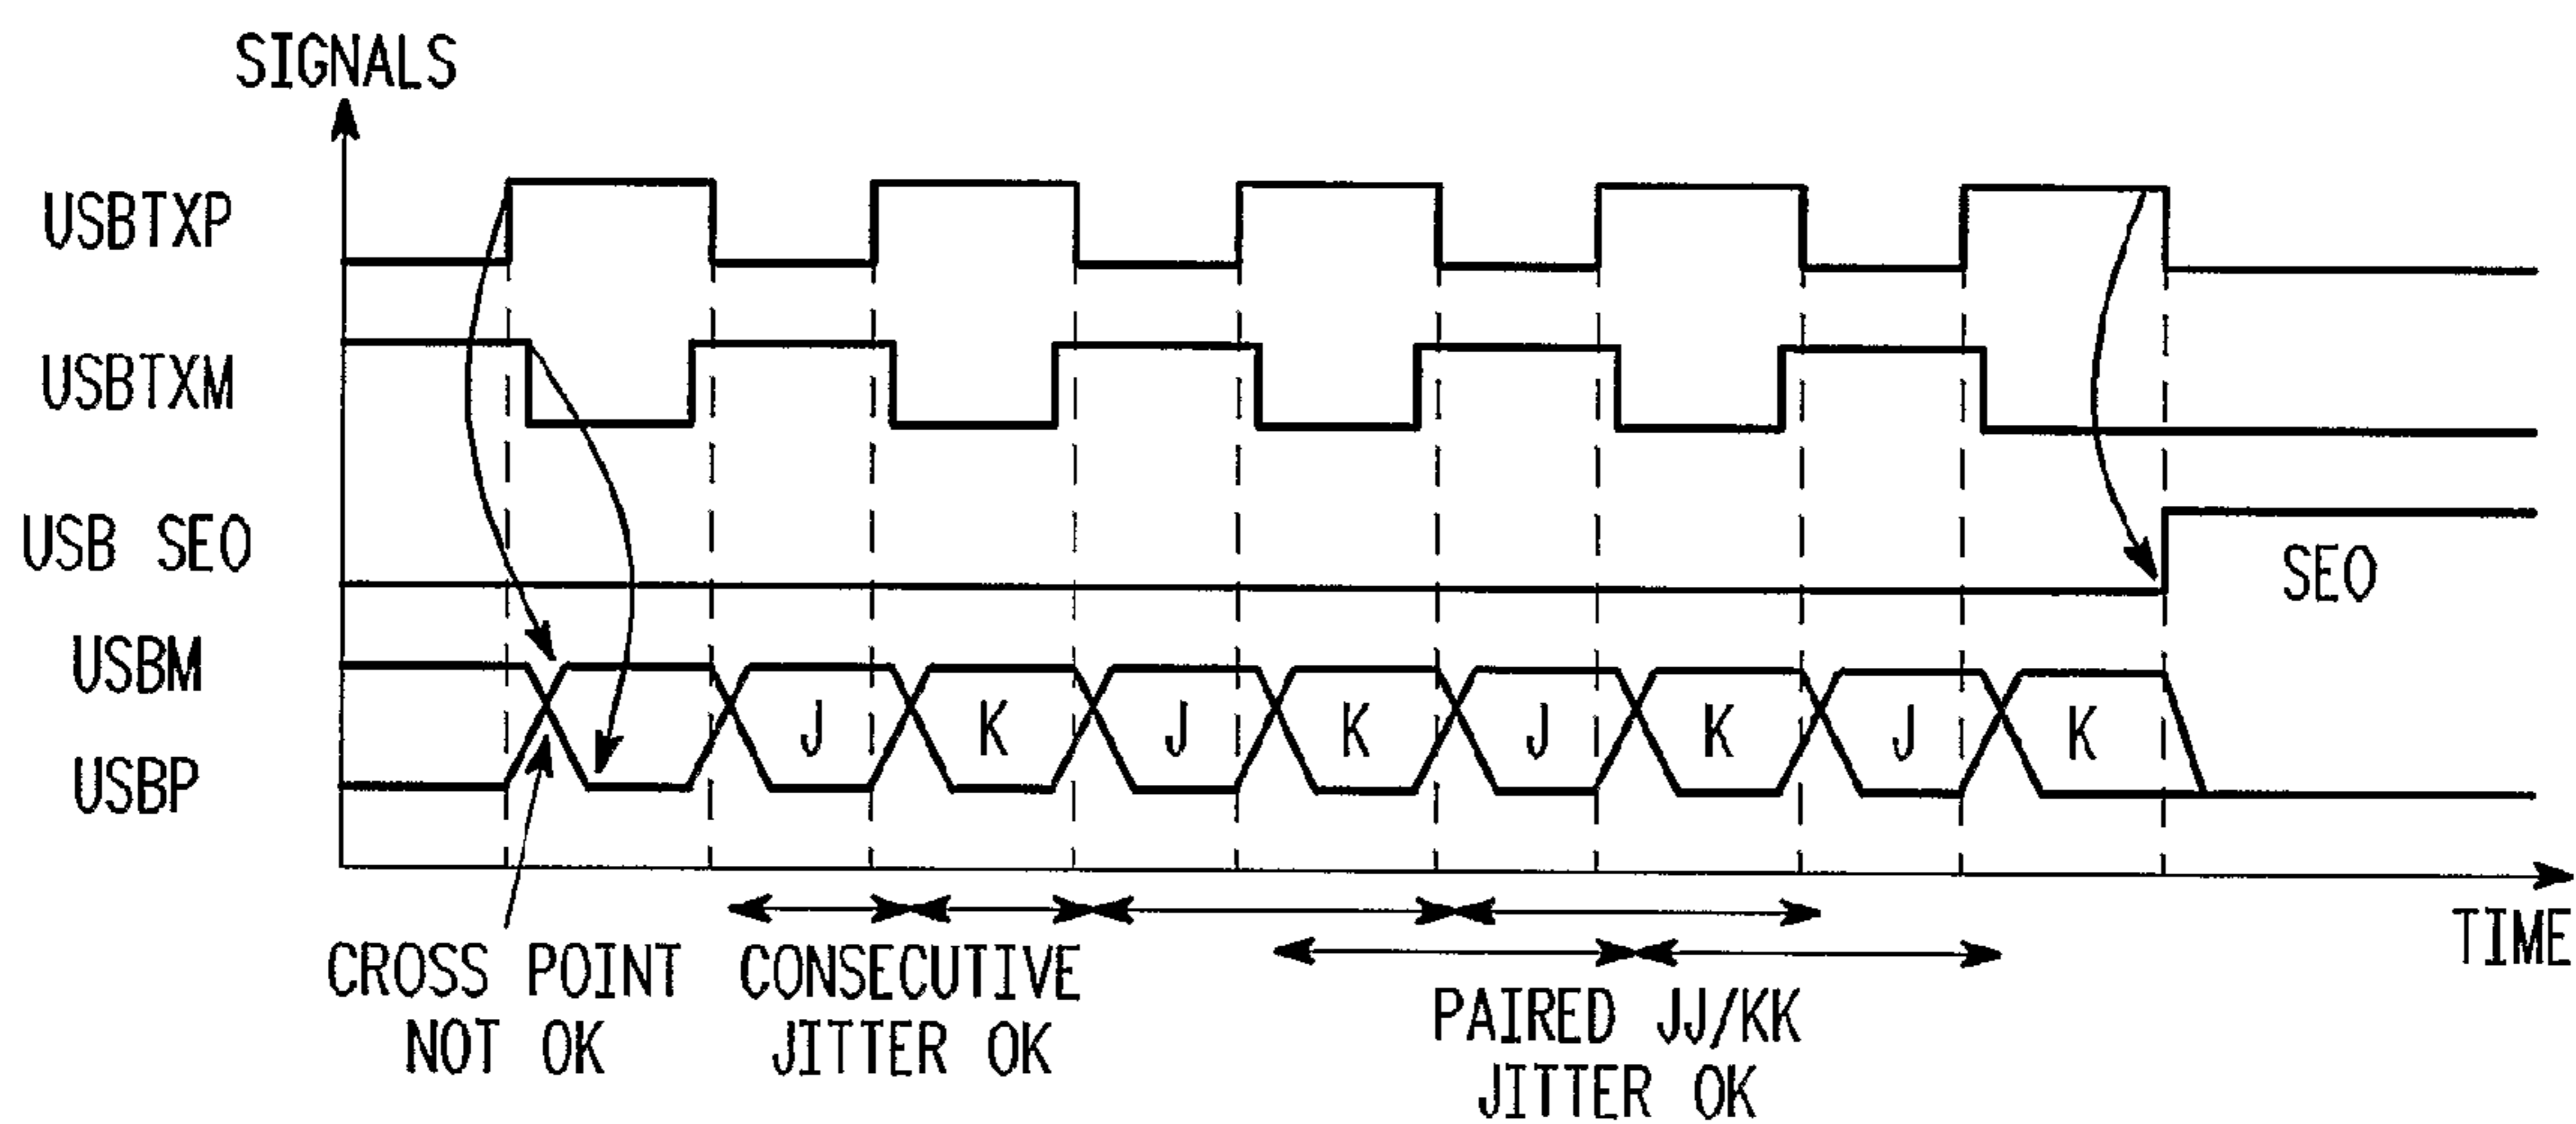 SIGNALS
USBTXP
USBTXM
USB SEO
SEO
USBM
J K J K J K J K
USBP
TIME
CROSS POINT
NOT OK
CONSECUTIVE
JITTER OK
PAIRED JJ/KK
JITTER OK